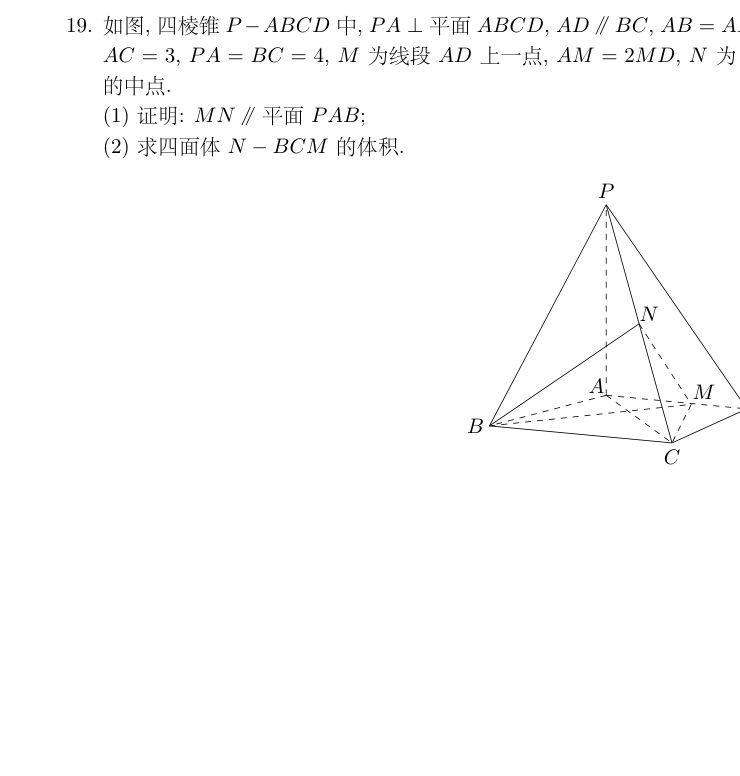 19. 如图, 四棱锥 P − ABCD 中, PA ⊥ 平面 ABCD, AD ∥ BC, AB = A
AC = 3, PA = BC = 4, M 为线段 AD 上一点, AM = 2MD, N 为
的中点.
(1) 证明: MN ∥ 平面 PAB;
(2) 求四面体 N − BCM 的体积.
P
N
A
M
B
C